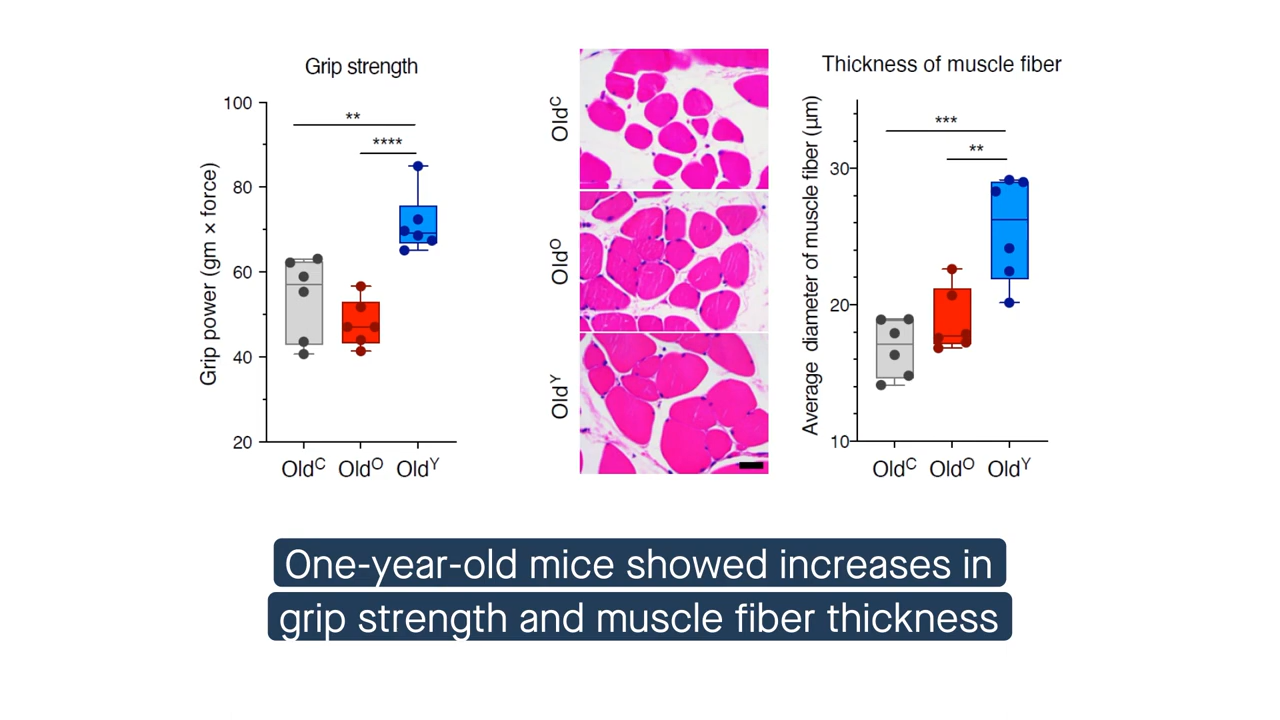 Grip strength
Grip power (gm × force)
100
80
60
40
20
**
****
Old^C
Old^O
Old^Y
Old^C
Old^O
Old^Y
Thickness of muscle fiber
Average diameter of muscle fiber (μm)
30
20
10
***
**
Old^C
Old^O
Old^Y
One-year-old mice showed increases in
grip strength and muscle fiber thickness